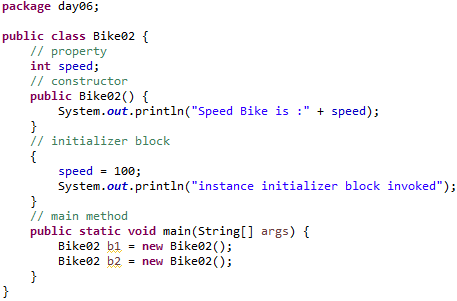 package day06;
public class Bike02 {
// property
int speed;
// constructor
public Bike02() {
System.out.println("Speed Bike is :" + speed);
}
// initializer block
{
speed = 100;
System.out.println("instance initializer block invoked");
}
// main method
public static void main(String[] args) {
Bike02 b1 = new Bike02();
Bike02 b2 = new Bike02();
}
}